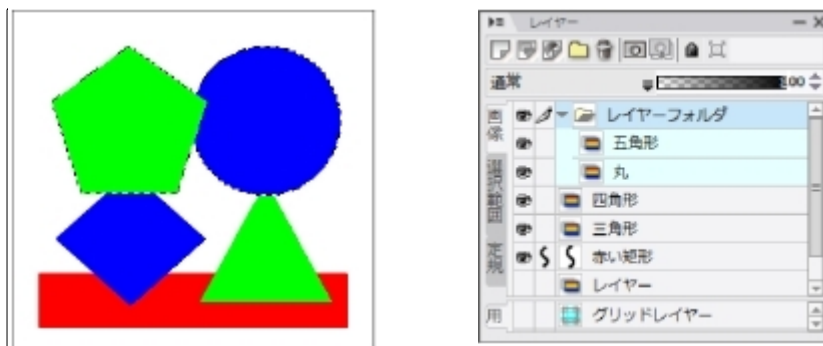 レイヤー
通常 100
画像
選択範囲
定規
用
レイヤーフォルダ
五角形
丸
四角形
三角形
赤い矩形
レイヤー
グリッドレイヤー